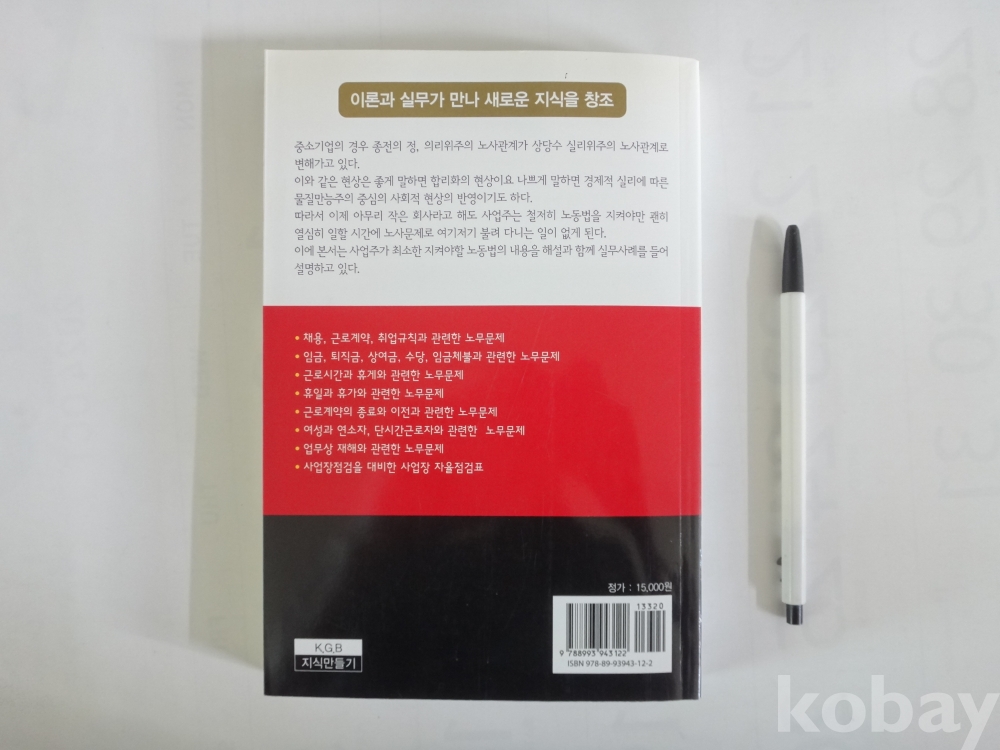 이론과 실무가 만나 새로운 지식을 창조
중소기업의 경우 종전의 정, 의리위주의 노사관계가 상당수 실리위주의 노사관계로
변해가고 있다.
이와 같은 현상은 좋게 말하면 합리화의 현상이요 나쁘게 말하면 경제적 실리에 따른
물질만능주의 중심의 사회적 현상의 반영이기도 하다.
따라서 이제 아무리 작은 회사라고 해도 사업주는 철저히 노동법을 지켜야만 괜히
열심히 일할 시간에 노사문제로 여기저기 불려 다니는 일이 없게 된다.
이에 본서는 사업주가 최소한 지켜야할 노동법의 내용을 해설과 함께 실무사례를 들어
설명하고 있다.
• 채용, 근로계약, 취업규칙과 관련한 노무문제
• 임금, 퇴직금, 상여금, 수당, 임금체불과 관련한 노무문제
• 근로시간과 휴게와 관련한 노무문제
• 휴일과 휴가와 관련한 노무문제
• 근로계약의 종료와 이전과 관련한 노무문제
• 여성과 연소자, 단시간근로자와 관련한 노무문제
• 업무상 재해와 관련한 노무문제
• 사업장점검을 대비한 사업장 자율점검표
정가 : 15,000원
13320
9 788993 943122
ISBN 978-89-93943-12-2
K,G,B
지식만들기
kobay